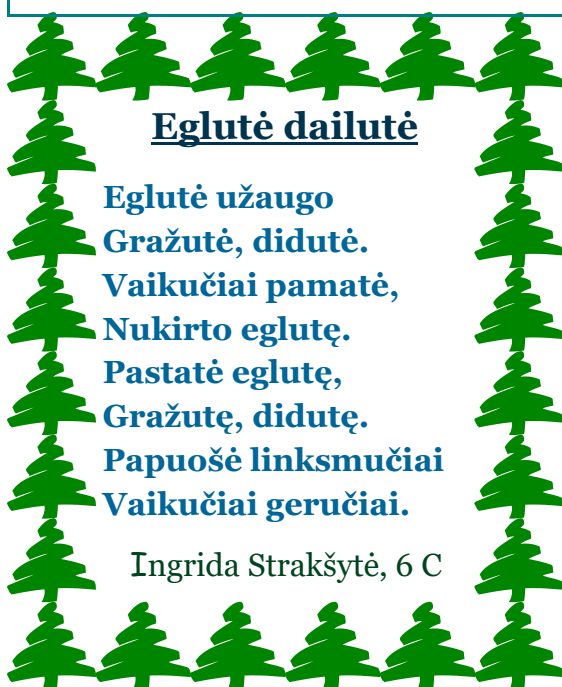 Eglutė dailutė
Eglutė užaugo
Gražutė, didutė.
Vaikučiai pamatė,
Nukirto eglutę.
Pastatė eglutę,
Gražutę, didutę.
Papuošė linksmučiai
Vaikučiai geručiai.
Ingrida Strakšytė, 6 C